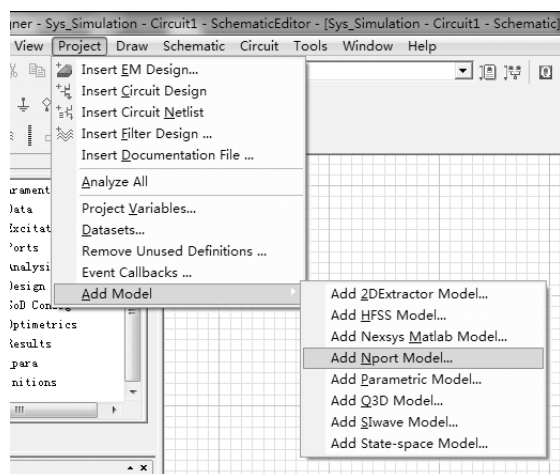 gner - Sys_Simulation - Circuit1 - SchematicEditor - [Sys_Simulation - Circuit1 - Schematic]
View Project Draw Schematic Circuit Tools Window Help
Insert EM Design...
Insert Circuit Design
Insert Circuit Netlist
Insert Filter Design ...
Insert Documentation File ...
Analyze All
Project Variables...
Datasets...
Remove Unused Definitions ...
Event Callbacks ...
Add Model
Add 2DExtractor Model...
Add HFSS Model...
Add Nexsys Matlab Model...
Add Nport Model...
Add Parametric Model...
Add Q3D Model...
Add SIwave Model...
Add State-space Model...
arament
Data
Excitat
Ports
Analysi
Design
SoD Con
Optimetrics
Results
para
nitions